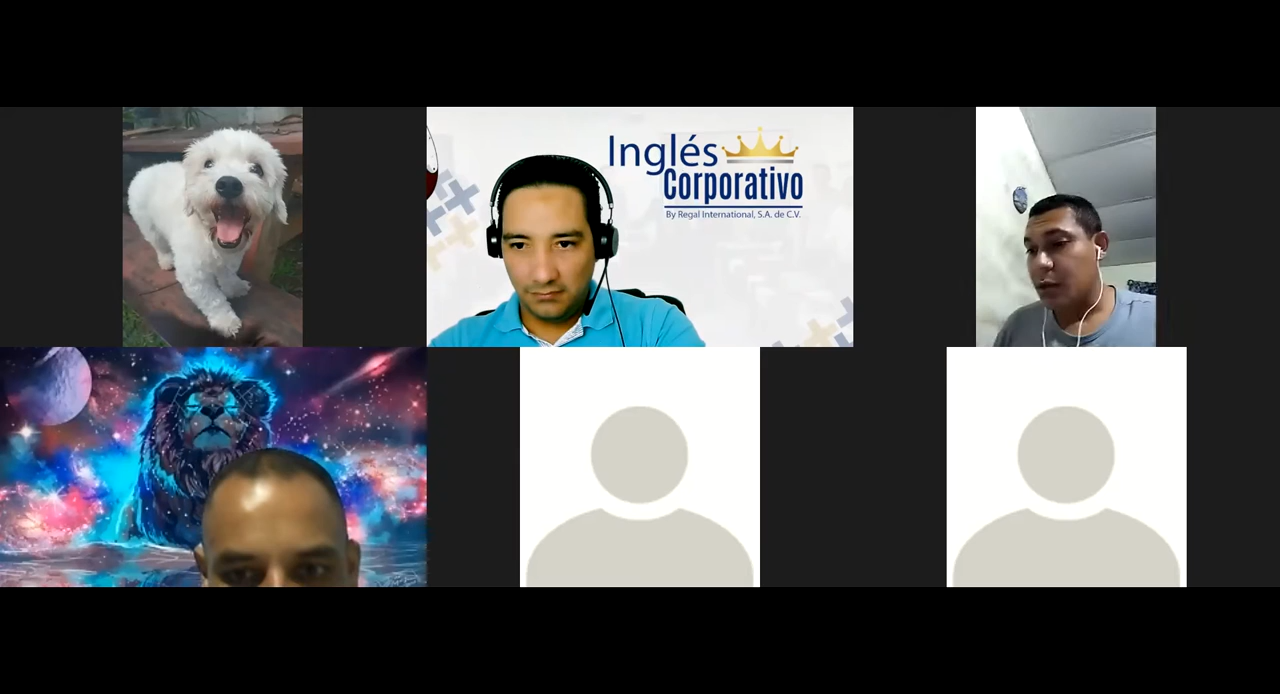 Inglés
Corporativo
By Regal International, S.A. de C.V.